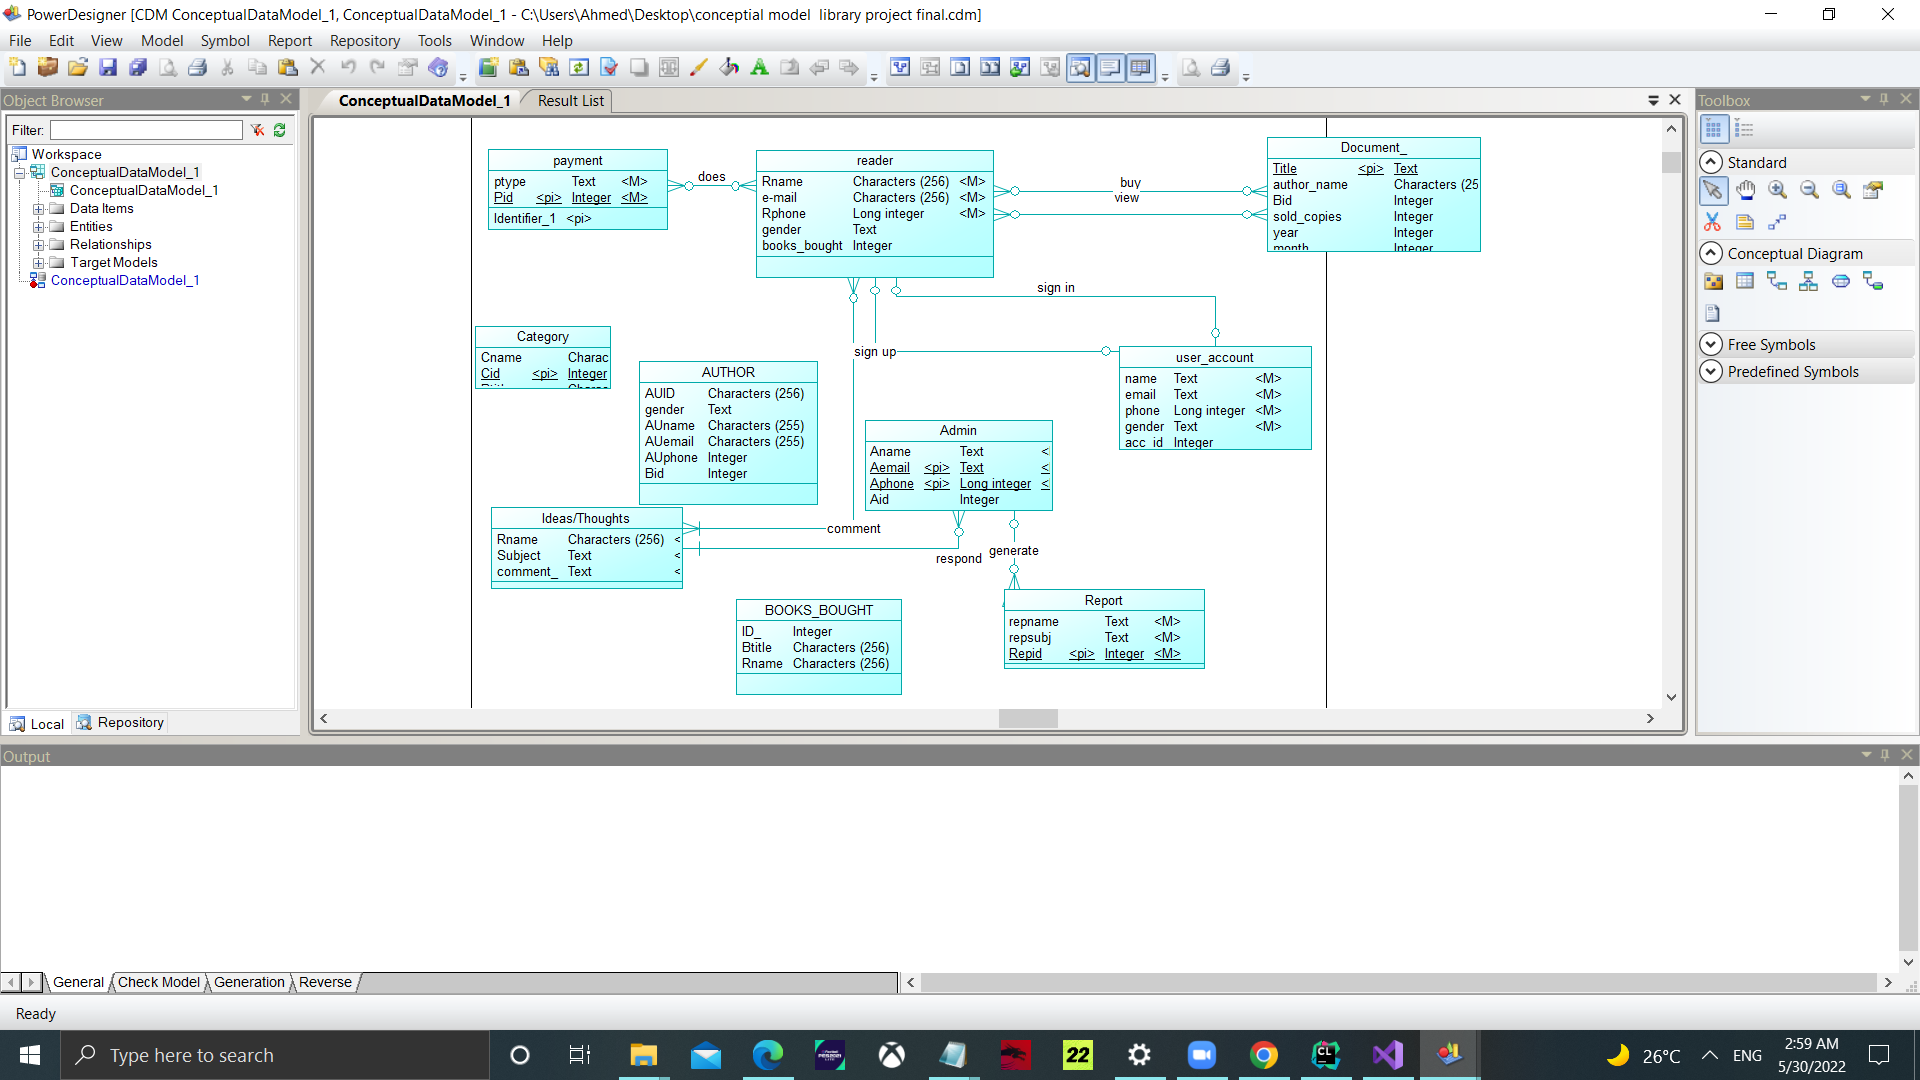 PowerDesigner [CDM ConceptualDataModel_1, ConceptualDataModel_1 - C:\Users\Ahmed\Desktop\conceptial model  library project final.cdm]
File Edit View Model Symbol Report Repository Tools Window Help
Object Browser
Filter:
Workspace
ConceptualDataModel_1
ConceptualDataModel_1
Data Items
Entities
Relationships
Target Models
ConceptualDataModel_1
Local Repository
ConceptualDataModel_1 Result List
payment
ptype Text <M>
Pid <pi> Integer <M>
Identifier_1 <pi>
does
reader
Rname Characters (256) <M>
e-mail Characters (256) <M>
Rphone Long integer <M>
gender Text
books_bought Integer
buy
view
Document_
Title <pi> Text
author_name Characters (25
Bid Integer
sold_copies Integer
year Integer
month Integer
sign in
sign up
Category
Cname Charac
Cid <pi> Integer
AUTHOR
AUID Characters (256)
gender Text
AUname Characters (255)
AUemail Characters (255)
AUphone Integer
Bid Integer
user_account
name Text <M>
email Text <M>
phone Long integer <M>
gender Text <M>
acc_id Integer
Admin
Aname Text <
Aemail <pi> Text <
Aphone <pi> Long integer <
Aid Integer
Ideas/Thoughts
Rname Characters (256) <
Subject Text <
comment_ Text <
comment
respond
generate
BOOKS_BOUGHT
ID_ Integer
Btitle Characters (256)
Rname Characters (256)
Report
repname Text <M>
repsubj Text <M>
Repid <pi> Integer <M>
Toolbox
Standard
Conceptual Diagram
Free Symbols
Predefined Symbols
Output
General Check Model Generation Reverse
Ready
Type here to search
22
CL
26°C ENG
2:59 AM
5/30/2022